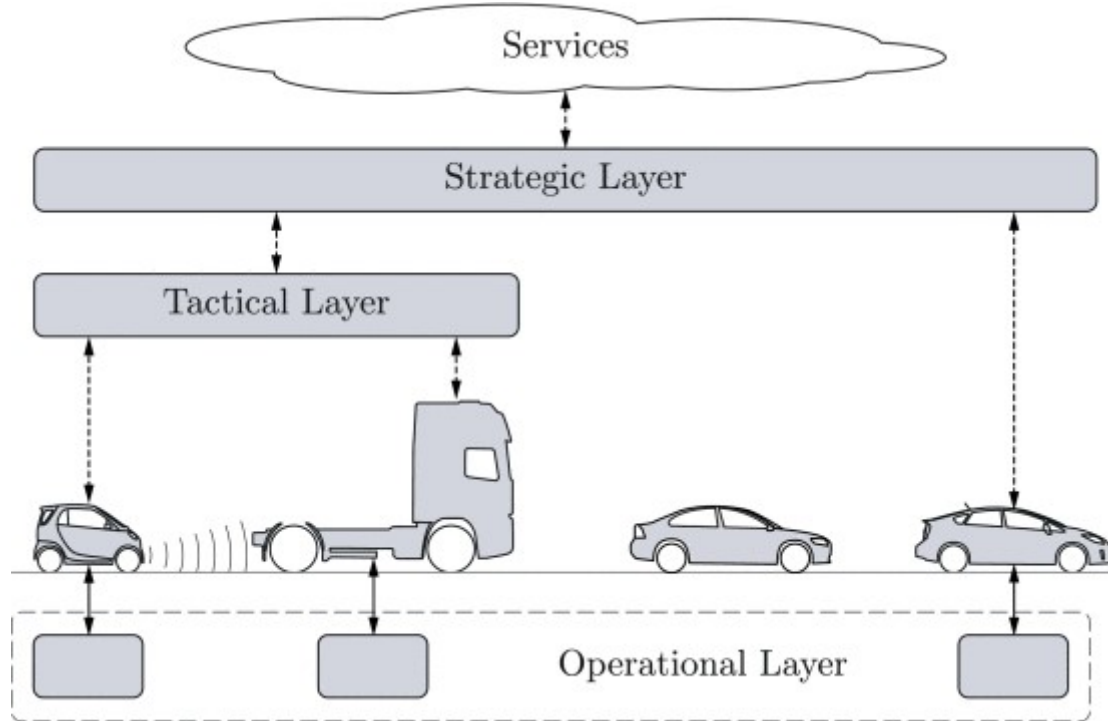 Services
Strategic Layer
Tactical Layer
Operational Layer